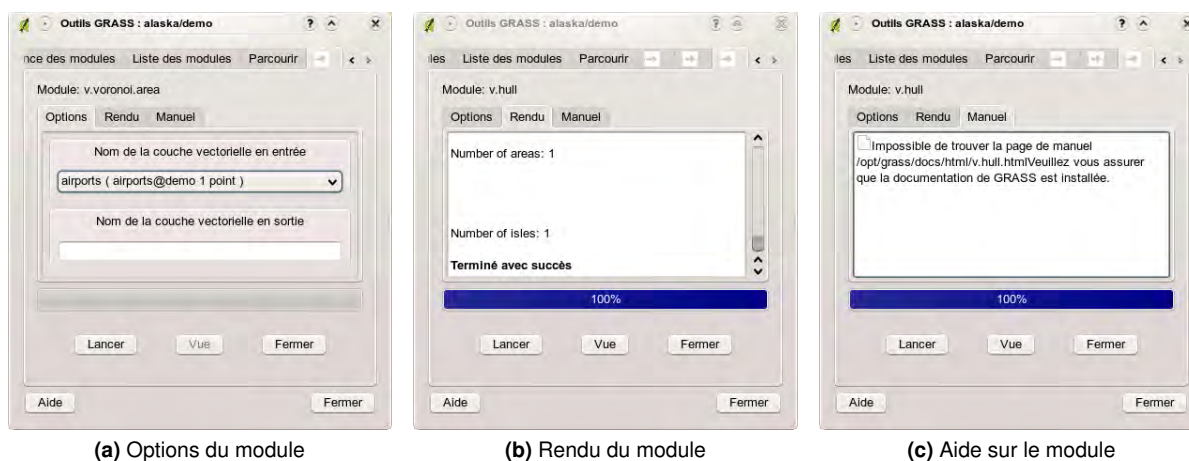 Outils GRASS : alaska/demo
nce des modules Liste des modules Parcourir
Module: v.voronoi.area
Options Rendu Manuel
Nom de la couche vectorielle en entrée
airports ( airports@demo 1 point )
Nom de la couche vectorielle en sortie
Lancer Vue Fermer
Aide Fermer
(a) Options du module
Outils GRASS : alaska/demo
les Liste des modules Parcourir
Module: v.hull
Options Rendu Manuel
Number of areas: 1
Number of isles: 1
Terminé avec succès
100%
Lancer Vue Fermer
Aide Fermer
(b) Rendu du module
Outils GRASS : alaska/demo
les Liste des modules Parcourir
Module: v.hull
Options Rendu Manuel
Impossible de trouver la page de manuel
/opt/grass/docs/html/v.hull.htmlVeuillez vous assurer
que la documentation de GRASS est installée.
100%
Lancer Vue Fermer
Aide Fermer
(c) Aide sur le module